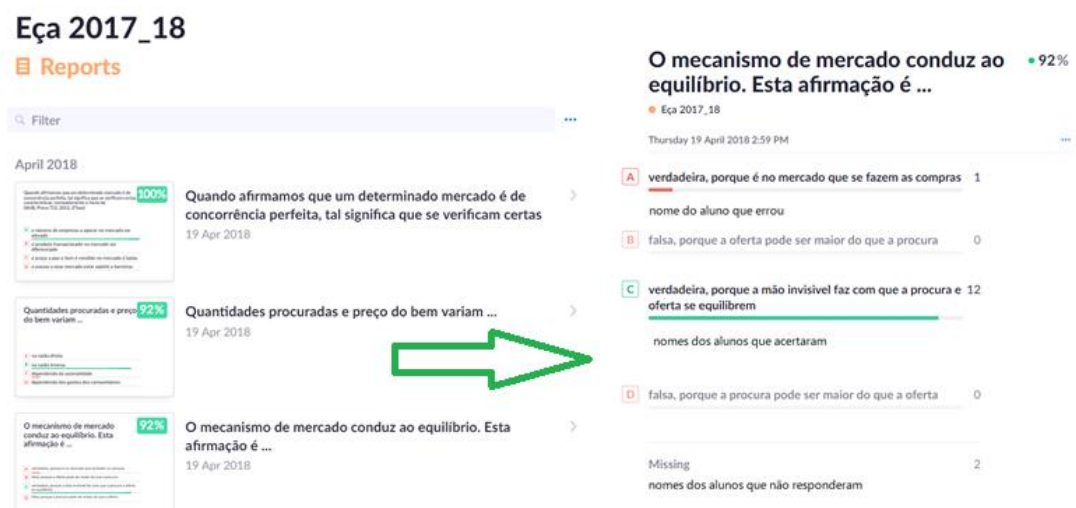 Eça 2017_18
Reports
Filter
April 2018
100%
Quando afirmamos que um determinado mercado é de
concorrência perfeita, tal significa que se verificam certas
19 Apr 2018
Quantidades procuradas e preço
do bem variam ...
92%
na razão direta
na razão inversa
Quantidades procuradas e preço do bem variam ...
19 Apr 2018
O mecanismo de mercado
conduz ao equilíbrio. Esta
afirmação é ...
92%
O mecanismo de mercado conduz ao equilíbrio. Esta
afirmação é ...
19 Apr 2018
O mecanismo de mercado conduz ao
equilíbrio. Esta afirmação é ...
92%
Eça 2017_18
Thursday 19 April 2018 2:59 PM
A verdadeira, porque é no mercado que se fazem as compras 1
nome do aluno que errou
B falsa, porque a oferta pode ser maior do que a procura 0
C verdadeira, porque a mão invisivel faz com que a procura e 12
oferta se equilibrem
nomes dos alunos que acertaram
D falsa, porque a procura pode ser maior do que a oferta 0
Missing 2
nomes dos alunos que não responderam